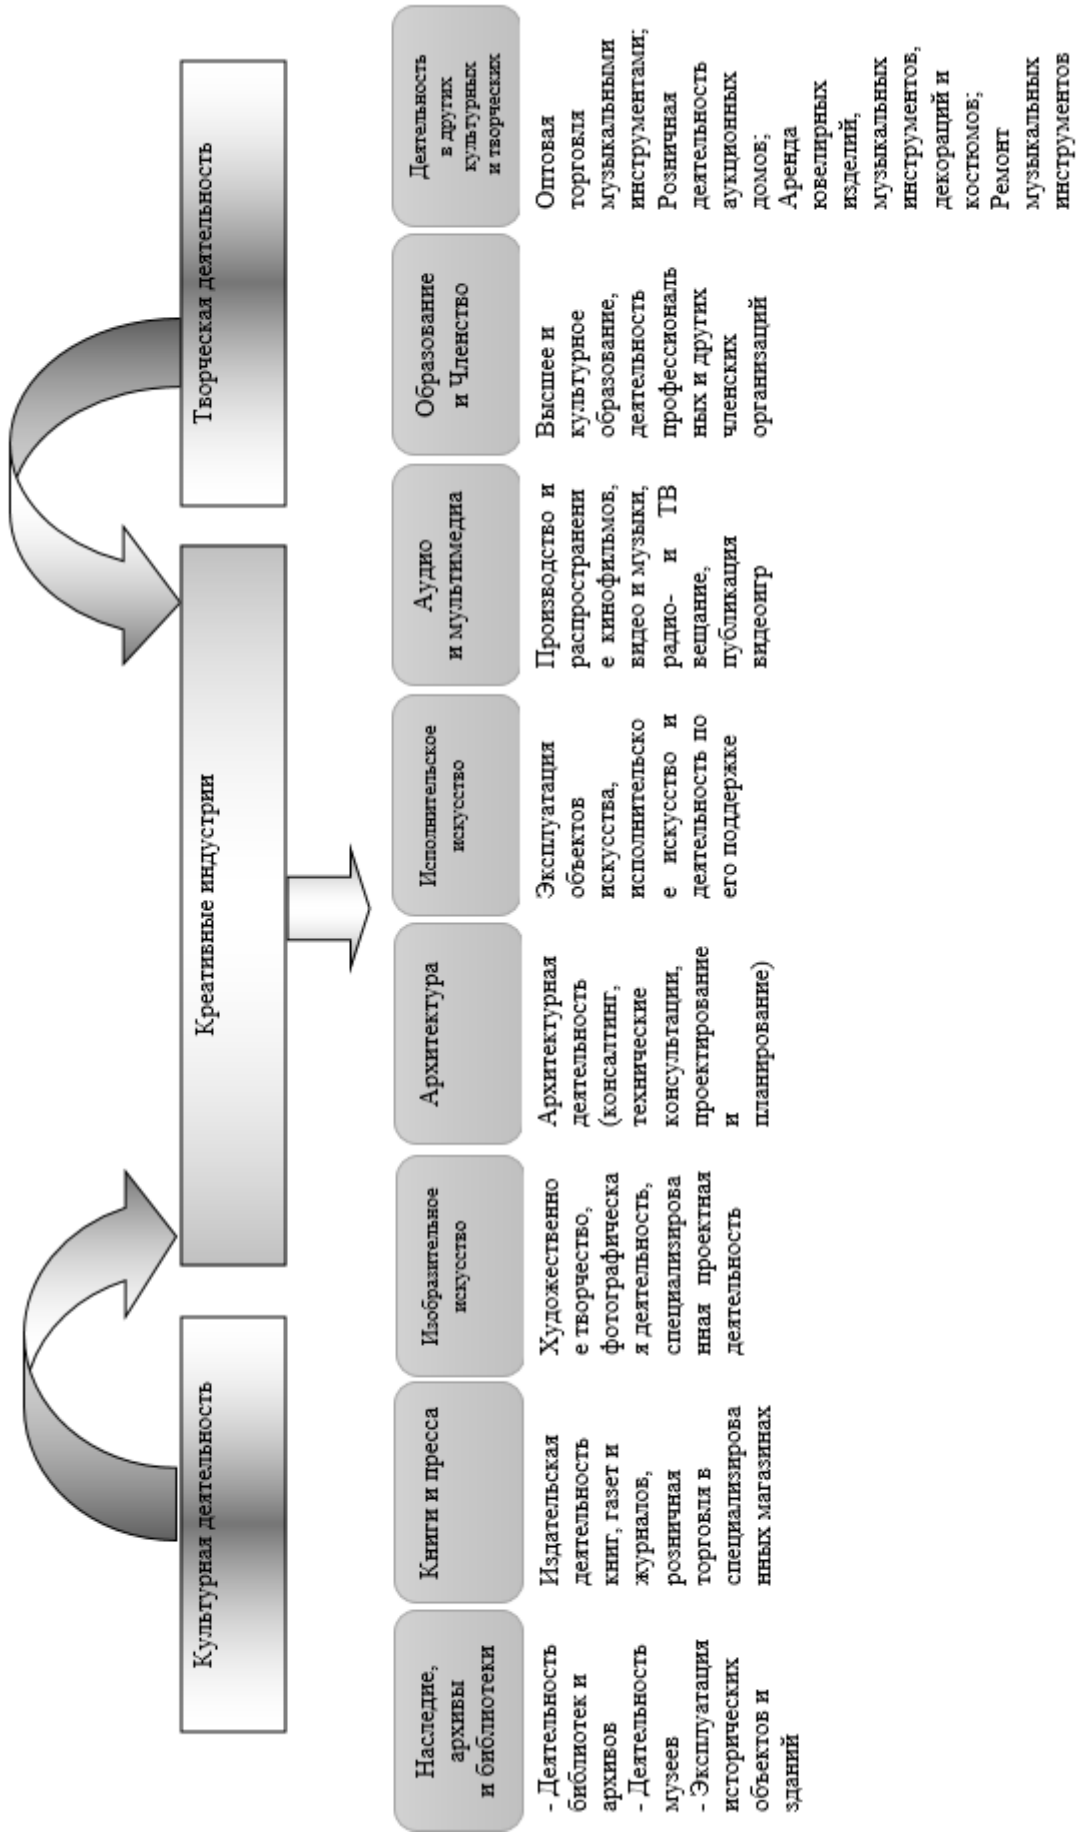 Культурная деятельность
Креативные индустрии
Творческая деятельность
Наследие,
архивы
и библиотеки
Книги и пресса
Изобразительное
искусство
Архитектура
Исполнительское
искусство
Аудио
и мультимедиа
Образование
и Членство
Деятельность
в других
культурных
и творческих
- Деятельность
библиотек и
архивов
- Деятельность
музеев
- Эксплуатация
исторических
объектов и
зданий
Издательская
деятельность
книг, газет и
журналов,
розничная
торговля в
специализирова
нных магазинах
Художественно
е творчество,
фотографическа
я деятельность,
специализирова
нная проектная
деятельность
Архитектурная
деятельность
(консалтинг,
технические
консультации,
проектирование
и
планирование)
Эксплуатация
объектов
искусства,
исполнительско
е искусство и
деятельность по
его поддержке
Производство и
распространени
е кинофильмов,
видео и музыки,
радио- и ТВ
вещание,
публикация
видеоигр
Высшее и
культурное
образование,
деятельность
профессиональ
ных и других
членских
организаций
Оптовая
торговля
музыкальными
инструментами;
Розничная
деятельность
аукционных
домов;
Аренда
ювелирных
изделий,
музыкальных
инструментов,
декораций и
костюмов;
Ремонт
музыкальных
инструментов